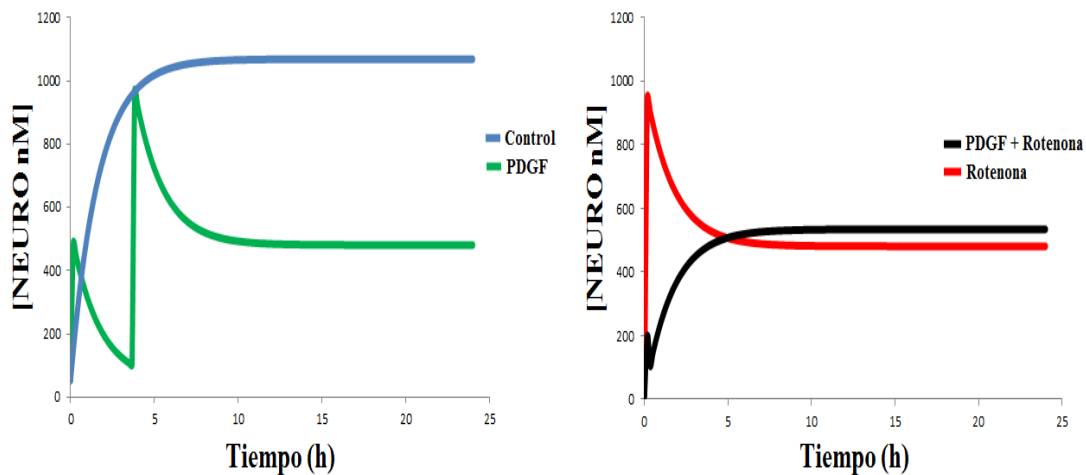 1200
1000
800
600
400
200
0
[NEURO nM]
0 5 10 15 20 25
Tiempo (h)
Control
PDGF
1200
1000
800
600
400
200
0
[NEURO nM]
0 5 10 15 20 25
Tiempo (h)
PDGF + Rotenona
Rotenona